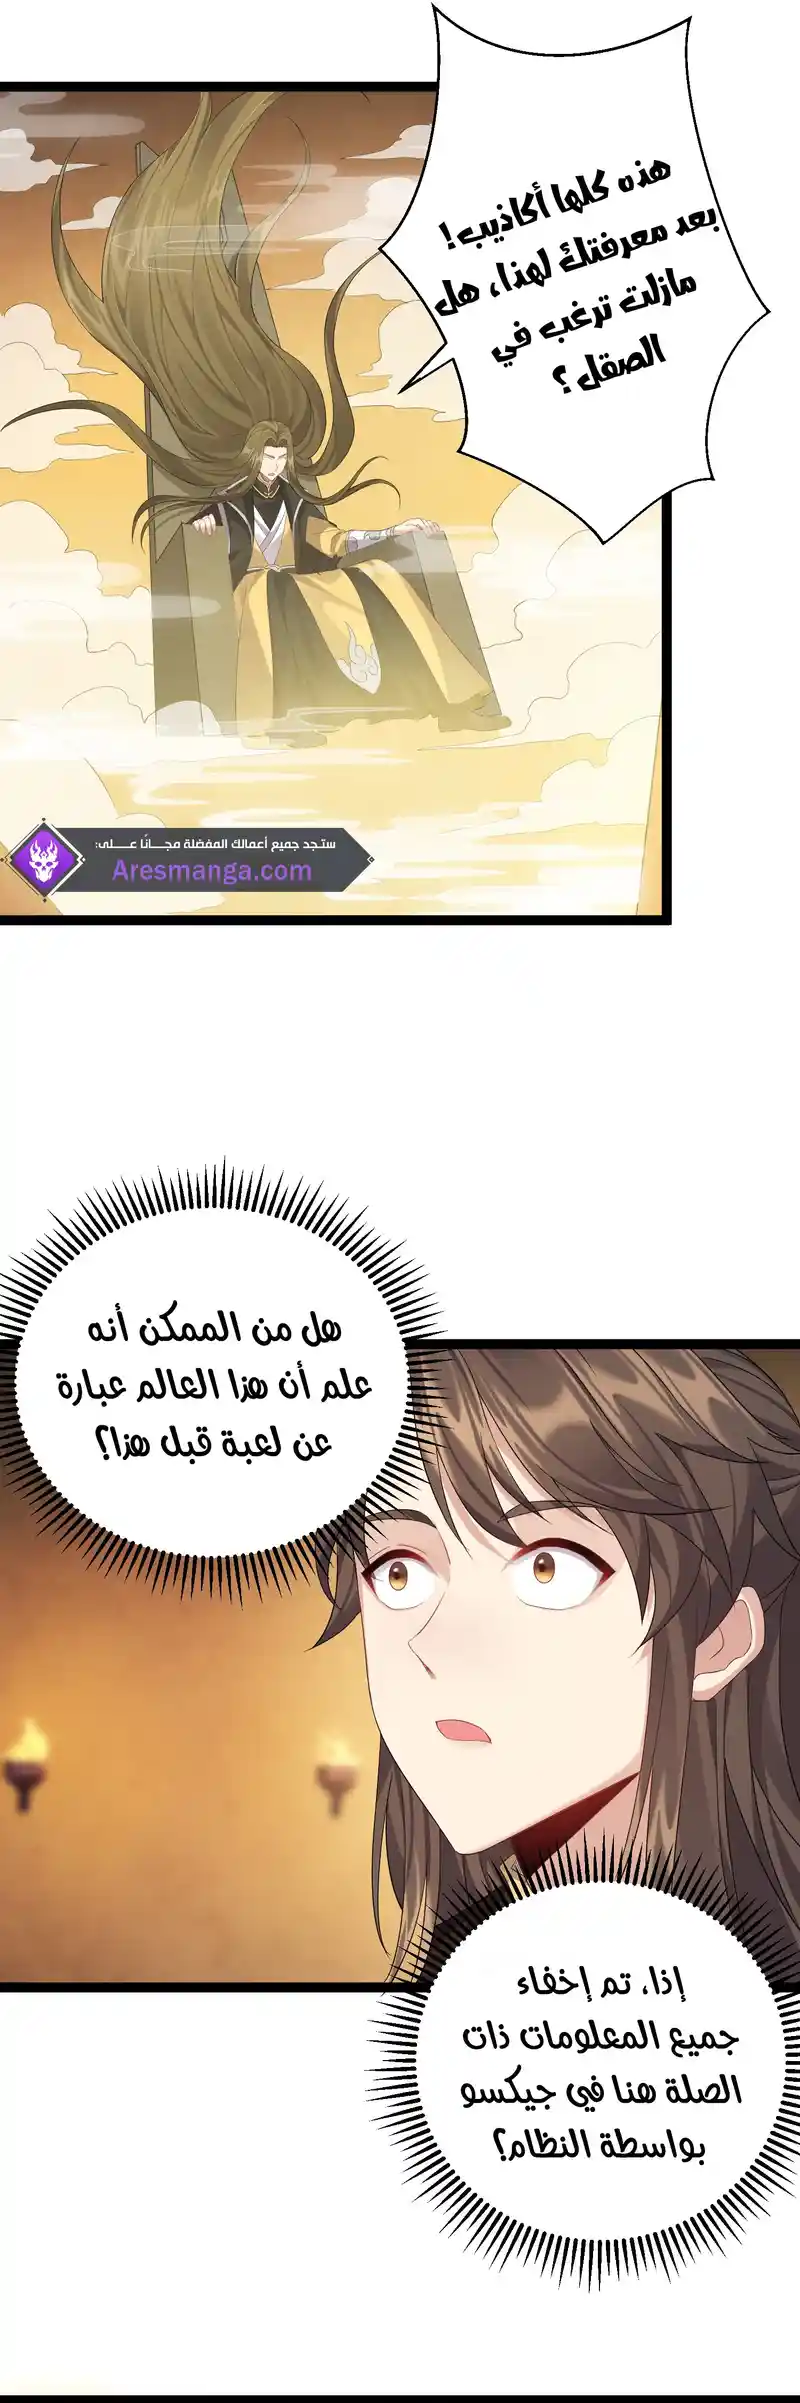 هذه كلها أكاذيب!
بعد معرفتك لهذا، هل
مازلت ترغب في
الصقل؟
ستجد جميع أعمالك المفضلة مجـــانًا علـــى:
Aresmanga.com
هل من الممكن أنه
علم أن هذا العالم عبارة
عن لعبة قبل هذا؟
إذا، تم إخفاء
جميع المعلومات ذات
الصلة هنا في جيكسو
بواسطة النظام؟